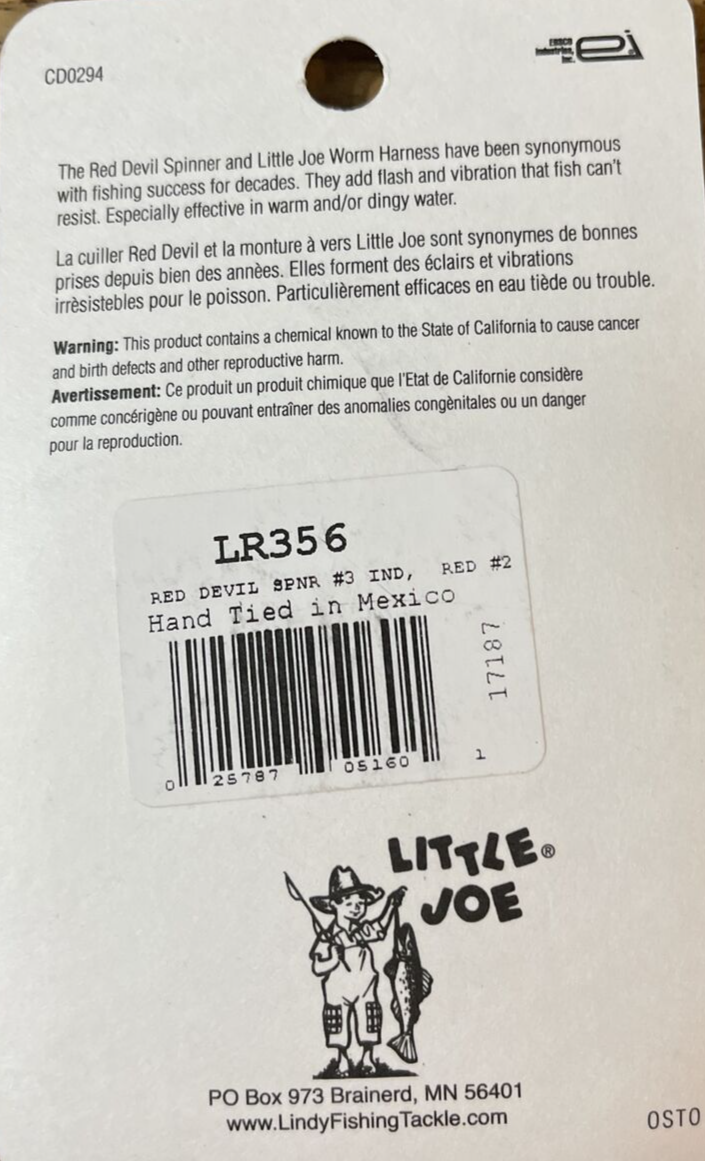 CD0294
EBSCO
Industries,
Inc.
The Red Devil Spinner and Little Joe Worm Harness have been synonymous
with fishing success for decades. They add flash and vibration that fish can't
resist. Especially effective in warm and/or dingy water.
La cuiller Red Devil et la monture à vers Little Joe sont synonymes de bonnes
prises depuis bien des annèes. Elles forment des éclairs et vibrations
irrèsistebles pour le poisson. Particulièrement efficaces en eau tiède ou trouble.
Warning: This product contains a chemical known to the State of California to cause cancer
and birth defects and other reproductive harm.
Avertissement: Ce produit un produit chimique que l'Etat de Californie considère
comme concérigène ou pouvant entraîner des anomalies congènitales ou un danger
pour la reproduction.
LR356
RED DEVIL SPNR #3 IND, RED #2
Hand Tied in Mexico
17187
0 25787 05160 1
LITTLE®
JOE
PO Box 973 Brainerd, MN 56401
www.LindyFishingTackle.com
OSTO